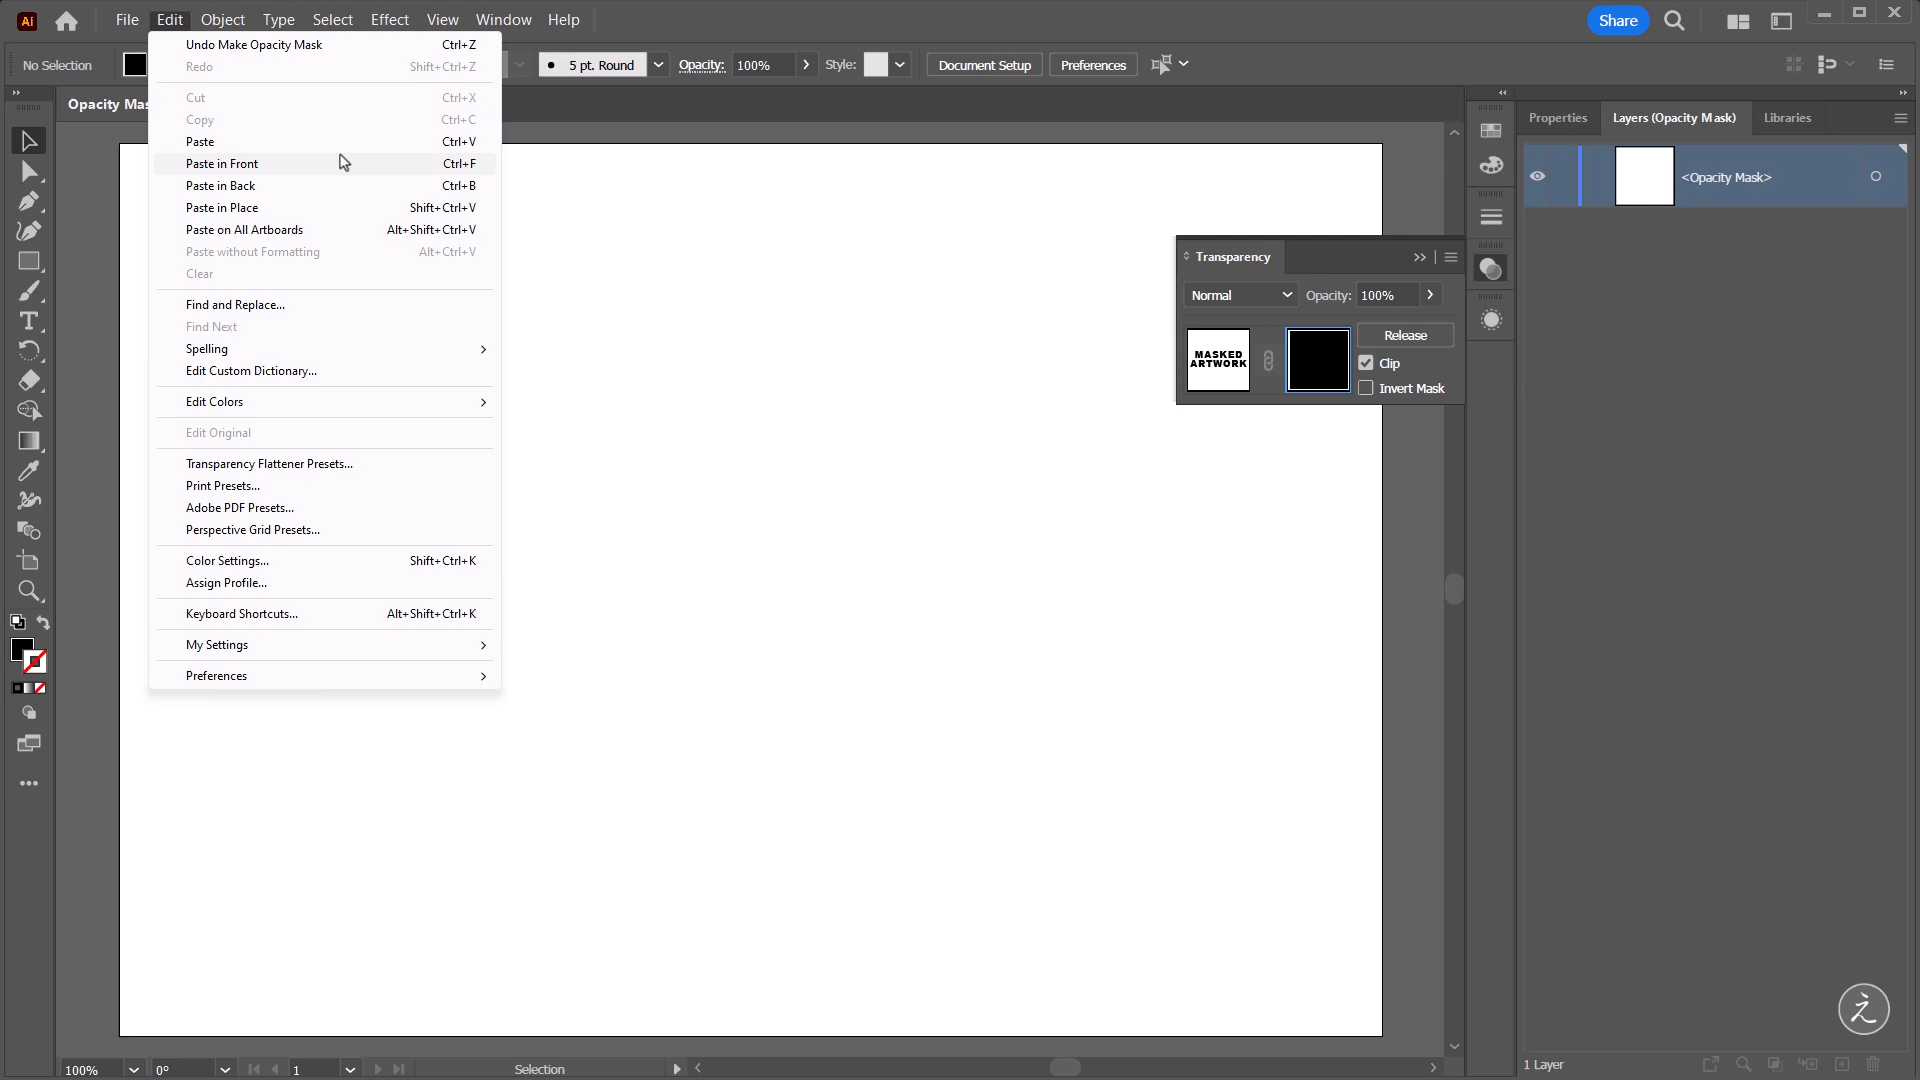 Ai File Edit Object Type Select Effect View Window Help Share
No Selection 5 pt. Round Opacity: 100% Style: Document Setup Preferences
Opacity Mas
Undo Make Opacity Mask Ctrl+Z
Redo Shift+Ctrl+Z
Cut Ctrl+X
Copy Ctrl+C
Paste Ctrl+V
Paste in Front Ctrl+F
Paste in Back Ctrl+B
Paste in Place Shift+Ctrl+V
Paste on All Artboards Alt+Shift+Ctrl+V
Paste without Formatting Alt+Ctrl+V
Clear
Find and Replace...
Find Next
Spelling
Edit Custom Dictionary...
Edit Colors
Edit Original
Transparency Flattener Presets...
Print Presets...
Adobe PDF Presets...
Perspective Grid Presets...
Color Settings... Shift+Ctrl+K
Assign Profile...
Keyboard Shortcuts... Alt+Shift+Ctrl+K
My Settings
Preferences
Transparency
Normal Opacity: 100%
MASKED
ARTWORK
Release
Clip
Invert Mask
Properties Layers (Opacity Mask) Libraries
<Opacity Mask>
1 Layer
100% 0° 1 Selection